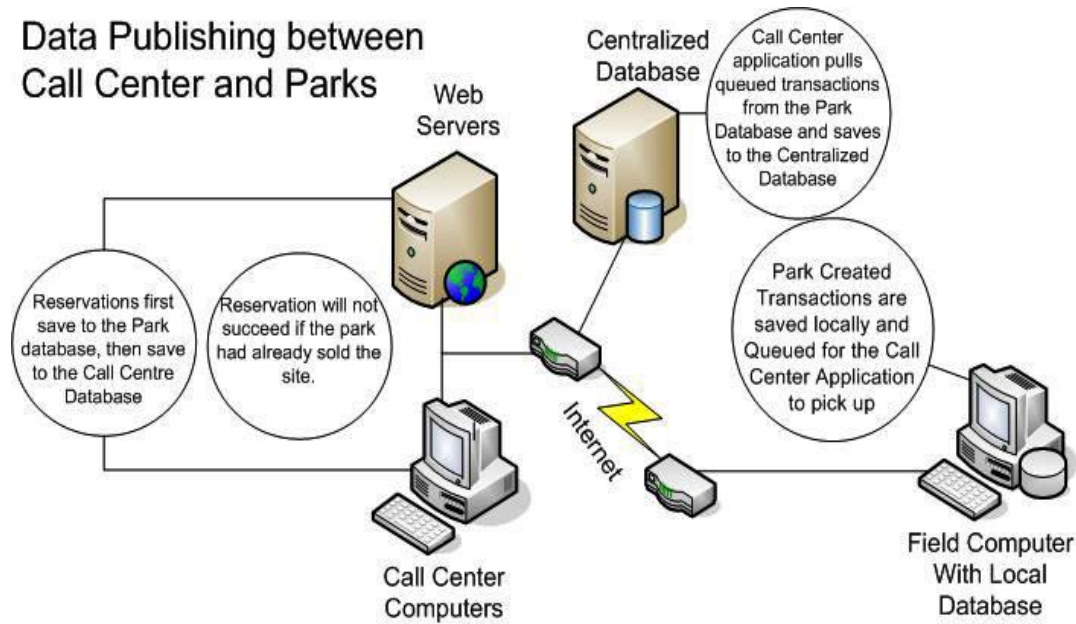 Data Publishing between
Call Center and Parks
Web
Servers
Centralized
Database
Call Center
application pulls
queued transactions
from the Park
Database and saves
to the Centralized
Database
Reservations first
save to the Park
database, then save
to the Call Centre
Database
Reservation will not
succeed if the park
had already sold the
site.
Park Created
Transactions are
saved locally and
Queued for the Call
Center Application
to pick up
Internet
Call Center
Computers
Field Computer
With Local
Database